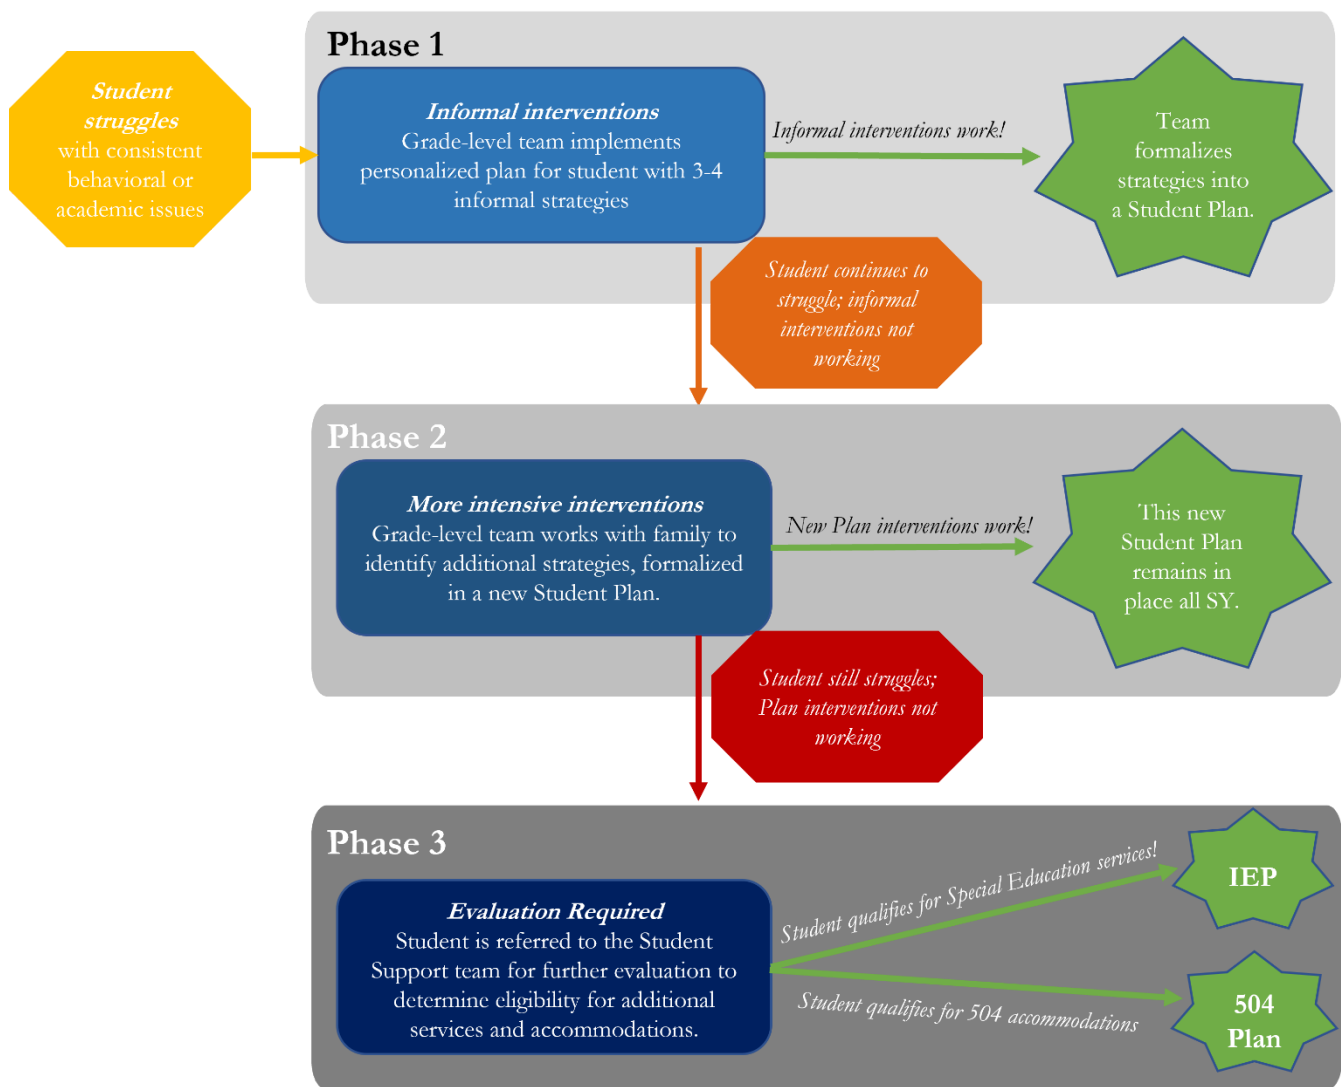 Phase 1
Student
struggles
with consistent
behavioral or
academic issues
Informal interventions
Grade-level team implements
personalized plan for student with 3-4
informal strategies
Informal interventions work!
Team
formalizes
strategies into
a Student Plan.
Student continues to
struggle; informal
interventions not
working
Phase 2
More intensive interventions
Grade-level team works with family to
identify additional strategies, formalized
in a new Student Plan.
New Plan interventions work!
This new
Student Plan
remains in
place all SY.
Student still struggles;
Plan interventions not
working
Phase 3
Evaluation Required
Student is referred to the Student
Support team for further evaluation to
determine eligibility for additional
services and accommodations.
Student qualifies for Special Education services!
IEP
Student qualifies for 504 accommodations
504
Plan